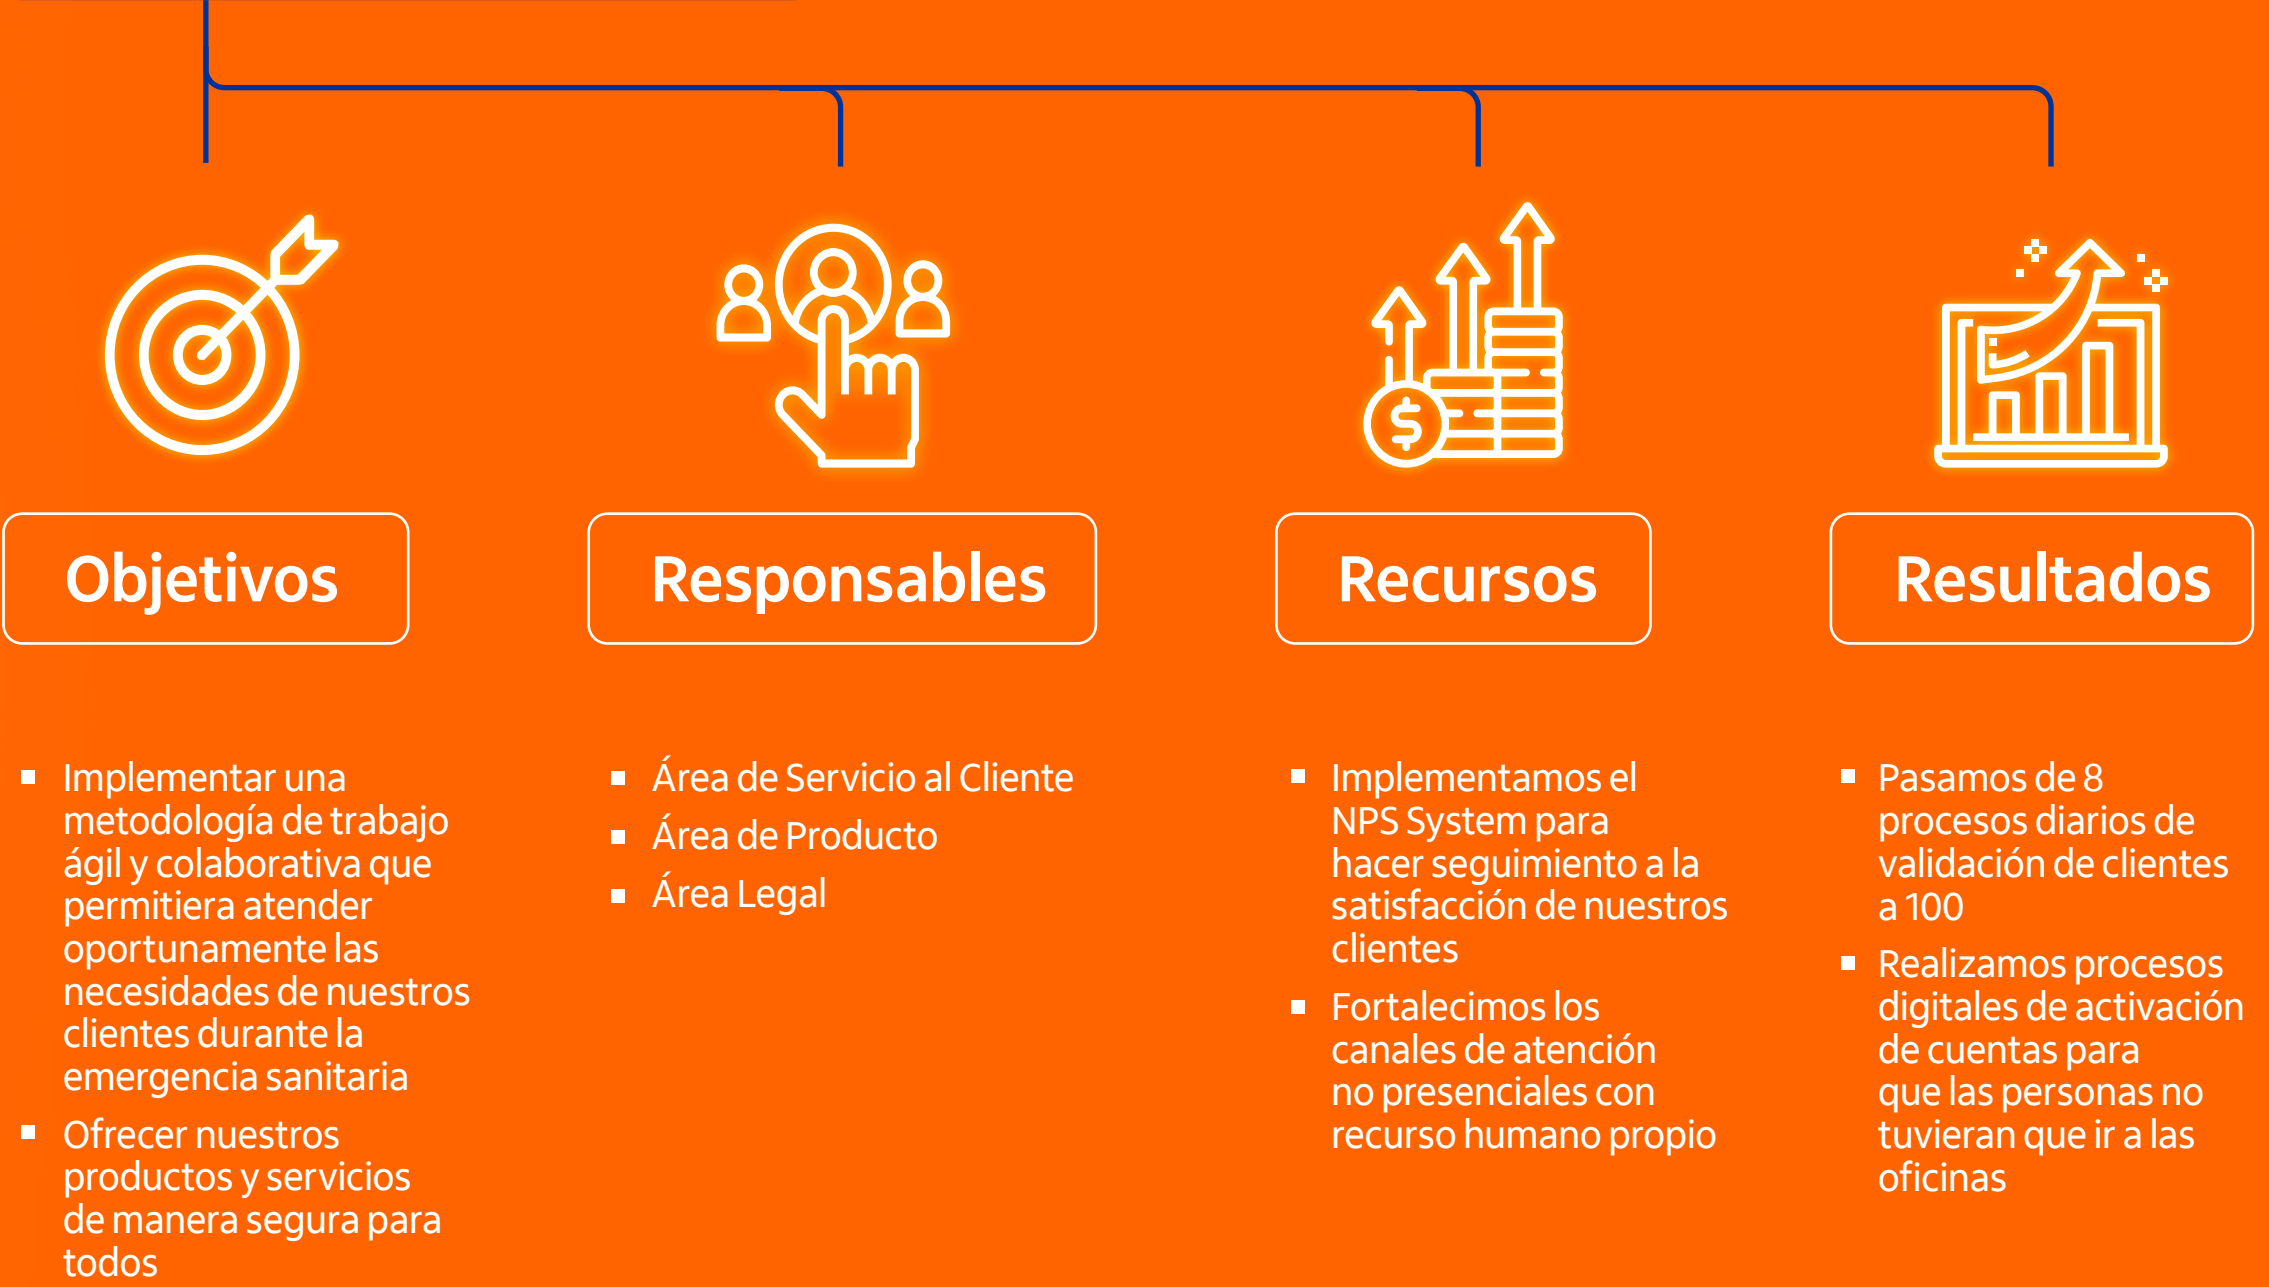 Objetivos
Implementar una
metodología de trabajo
ágil y colaborativa que
permitiera atender
oportunamente las
necesidades de nuestros
clientes durante la
emergencia sanitaria
Ofrecer nuestros
productos y servicios
de manera segura para
todos
Responsables
Área de Servicio al Cliente
Área de Producto
Área Legal
Recursos
Implementamos el
NPS System para
hacer seguimiento a la
satisfacción de nuestros
clientes
Fortalecimos los
canales de atención
no presenciales con
recurso humano propio
Resultados
Pasamos de 8
procesos diarios de
validación de clientes
a 100
Realizamos procesos
digitales de activación
de cuentas para
que las personas no
tuvieran que ir a las
oficinas